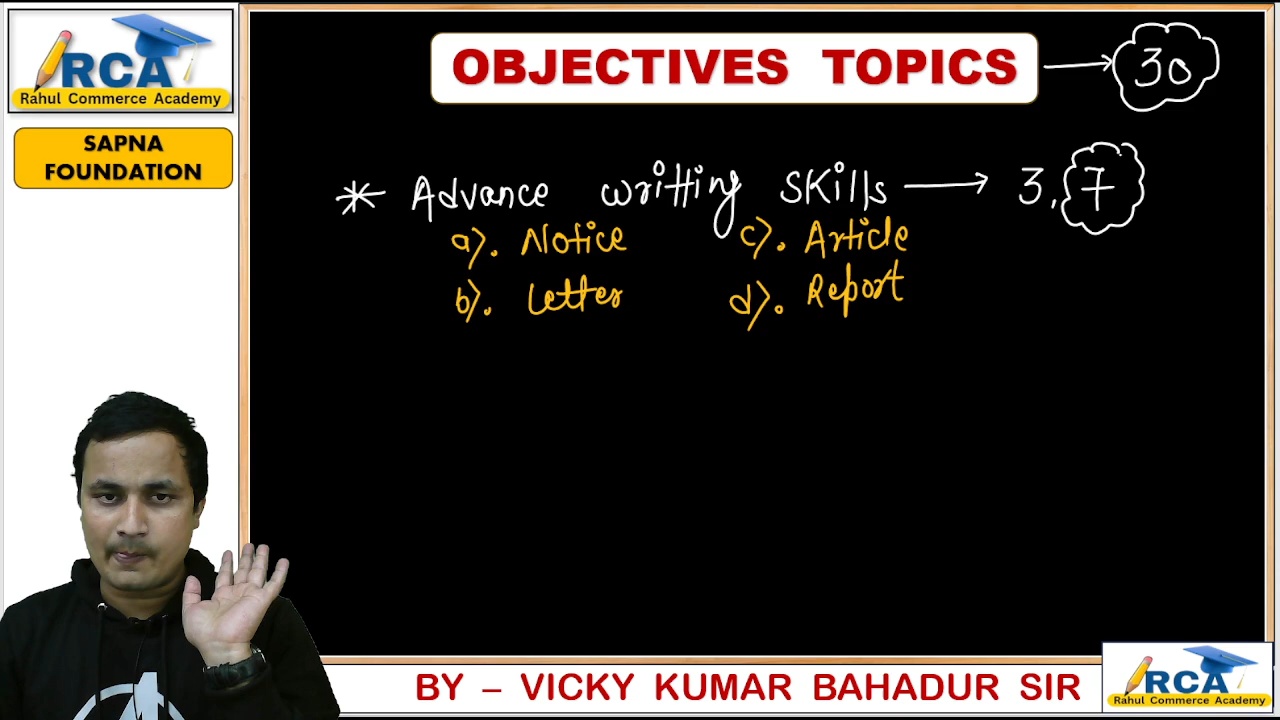 RCA
Rahul Commerce Academy
SAPNA
FOUNDATION
OBJECTIVES TOPICS → 30
* Advance writting skills → 3,7
a). Notice c). Article
b). Letter d). Report
BY – VICKY KUMAR BAHADUR SIR
RCA
Rahul Commerce Academy